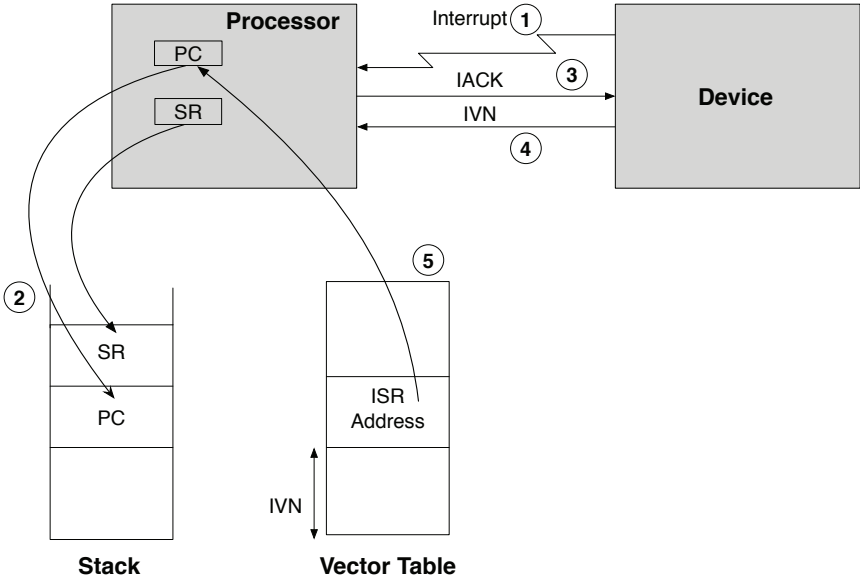 Processor
Interrupt 1
PC
3
IACK
Device
SR
IVN
4
5
2
SR
ISR
Address
PC
IVN
Stack
Vector Table